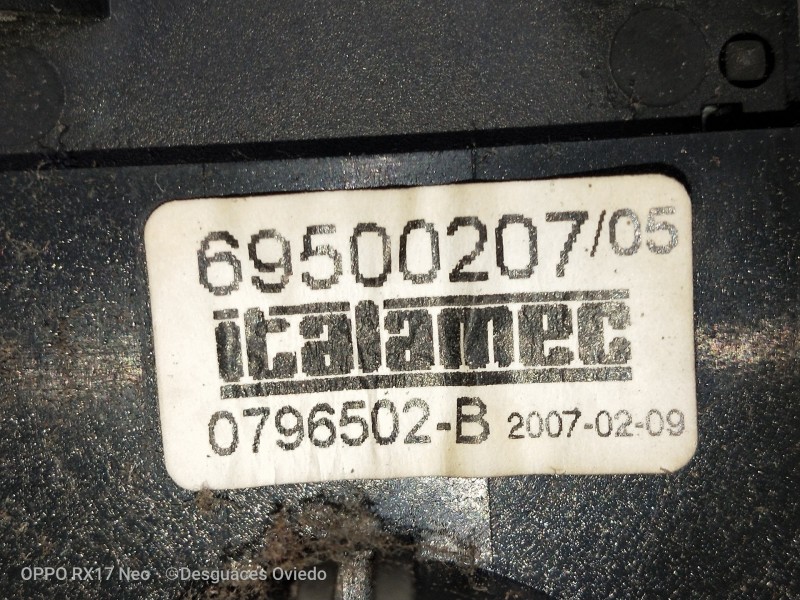 69500207/05
italamec
0796502-B 2007-02-09
OPPO RX17 Neo · ©Desguaces Oviedo